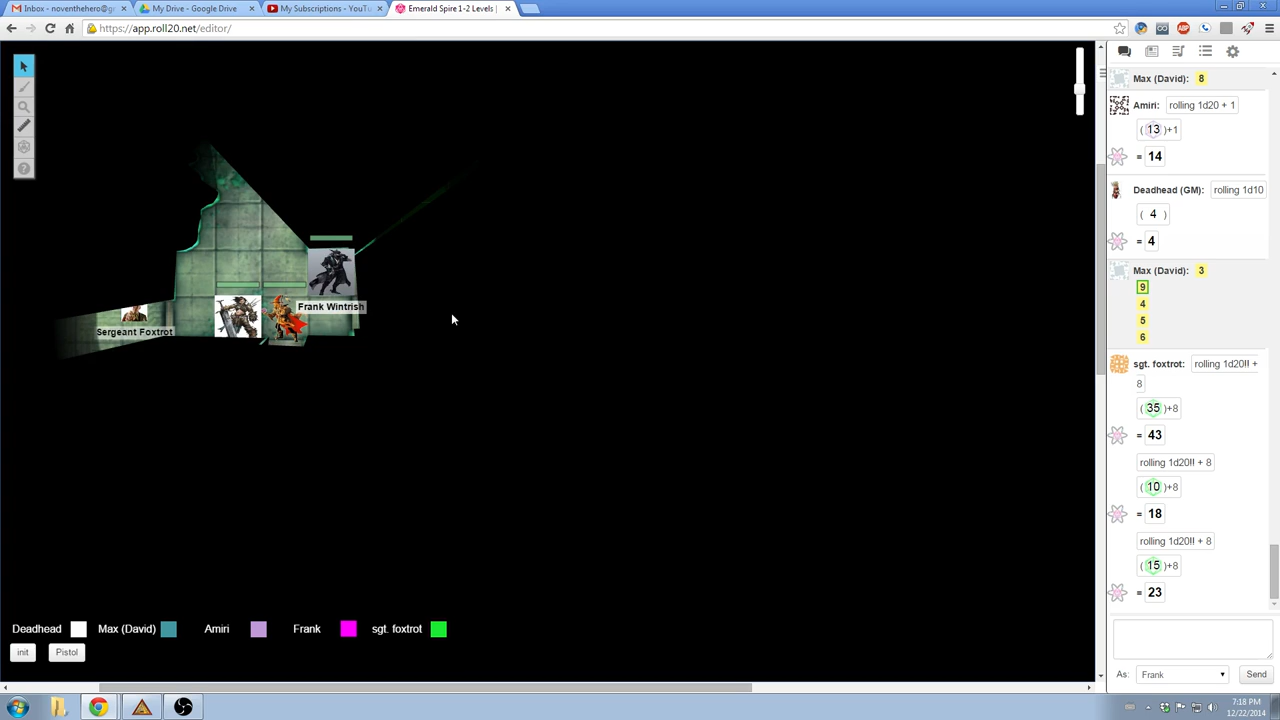 Inbox - noventhehero@g
My Drive - Google Drive
My Subscriptions - YouTu
Emerald Spire 1-2 Levels |
https://app.roll20.net/editor/
Max (David): 8
Amiri: rolling 1d20 + 1
( 13 )+1
= 14
Deadhead (GM): rolling 1d10
( 4 )
= 4
Max (David): 3
9
4
5
6
sgt. foxtrot: rolling 1d20!! +
8
( 35 )+8
= 43
rolling 1d20!! + 8
( 10 )+8
= 18
rolling 1d20!! + 8
( 15 )+8
= 23
Frank Wintrish
Sergeant Foxtrot
Deadhead Max (David) Amiri Frank sgt. foxtrot
init Pistol
As: Frank Send
7:18 PM
12/22/2014